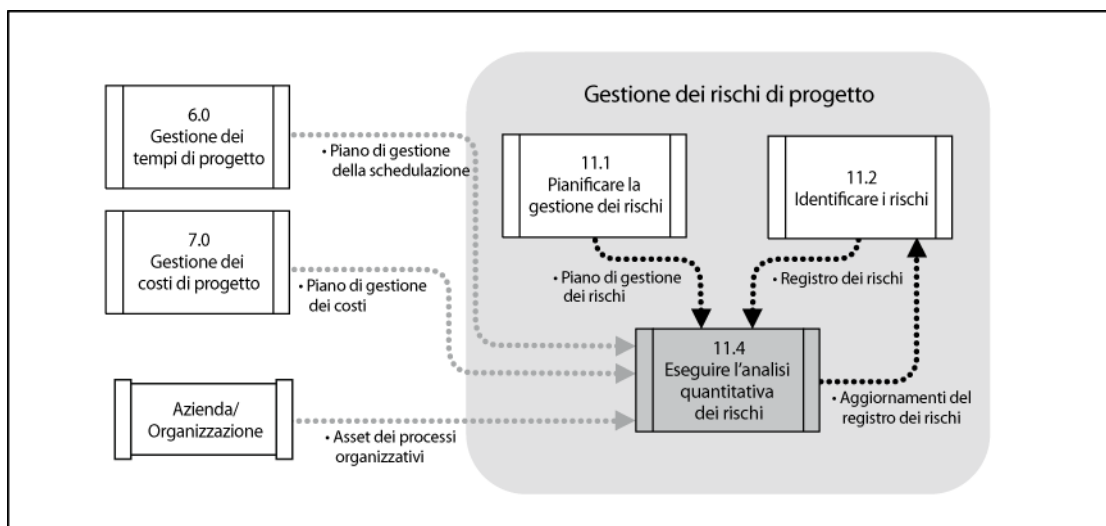 Gestione dei rischi di progetto
6.0
Gestione dei
tempi di progetto
• Piano di gestione
della schedulazione
11.1
Pianificare la
gestione dei rischi
11.2
Identificare i rischi
7.0
Gestione dei
costi di progetto
• Piano di gestione
dei costi
• Piano di gestione
dei rischi
• Registro dei rischi
11.4
Eseguire l'analisi
quantitativa
dei rischi
• Aggiornamenti del
registro dei rischi
Azienda/
Organizzazione
• Asset dei processi
organizzativi